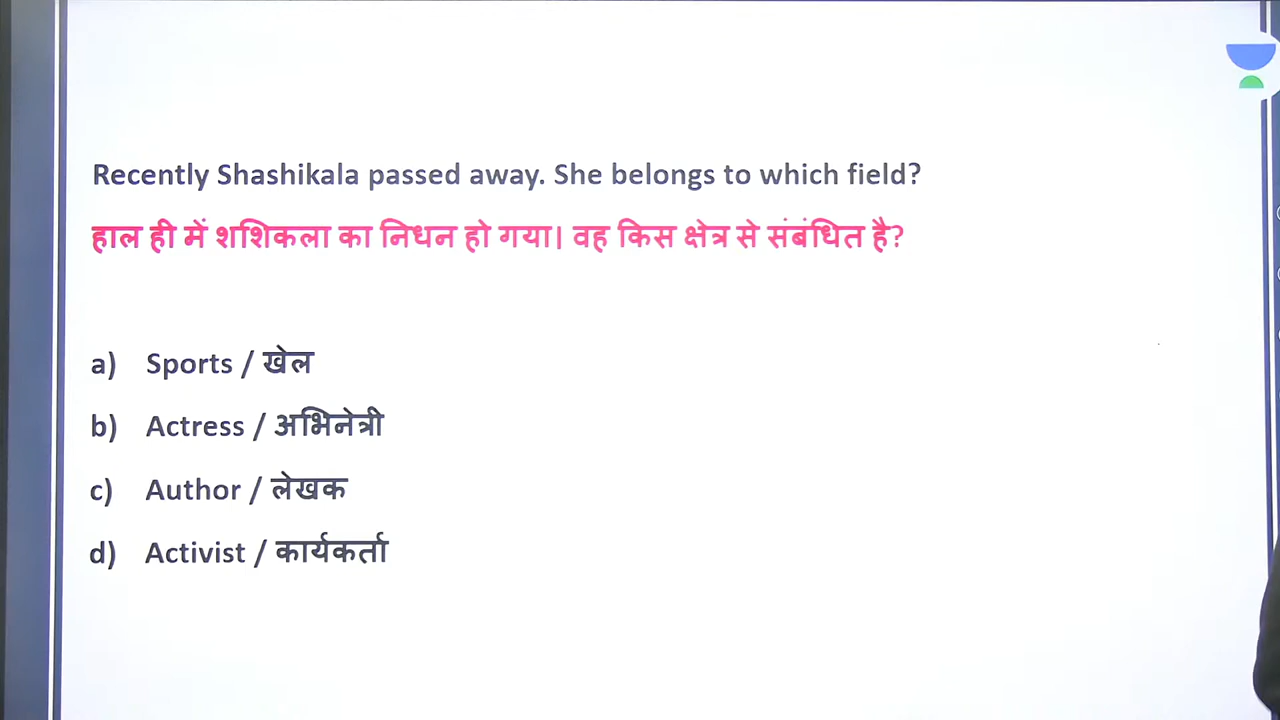 Recently Shashikala passed away. She belongs to which field?
हाल ही में शशिकला का निधन हो गया। वह किस क्षेत्र से संबंधित है?
a) Sports / खेल
b) Actress / अभिनेत्री
c) Author / लेखक
d) Activist / कार्यकर्ता